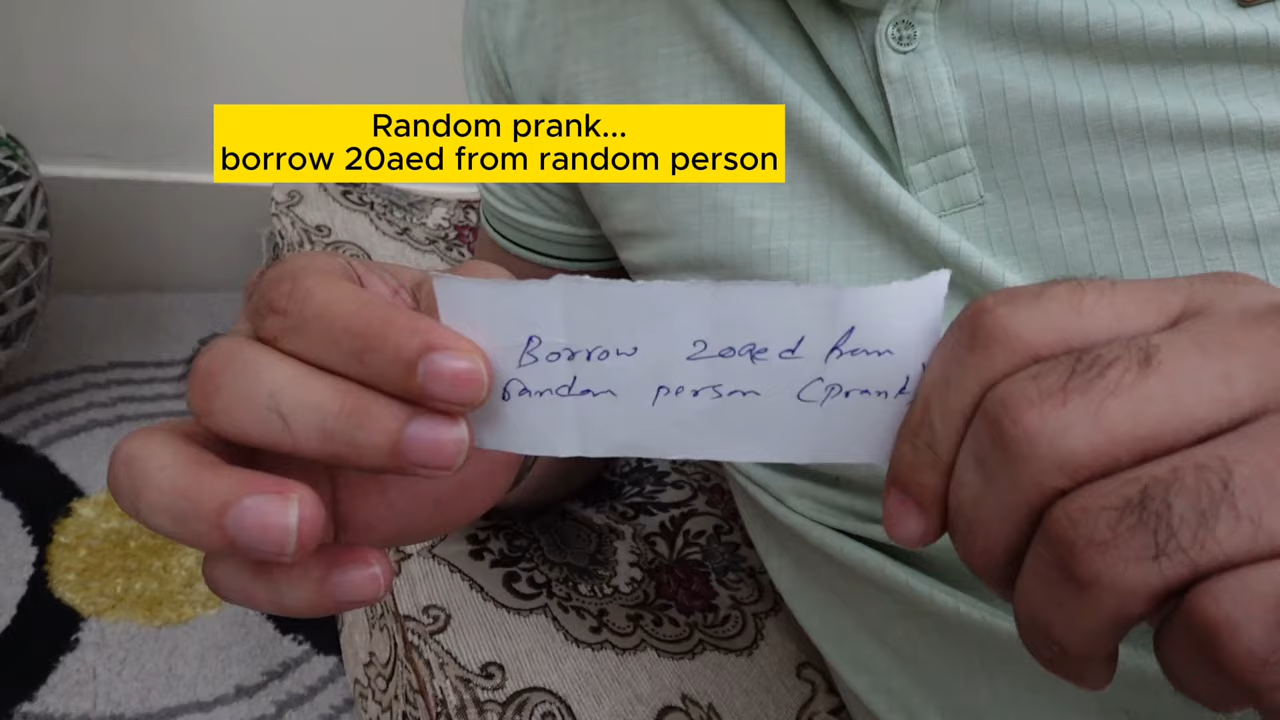 Random prank...
borrow 20aed from random person
Borrow 20aed from
random person (Prank)